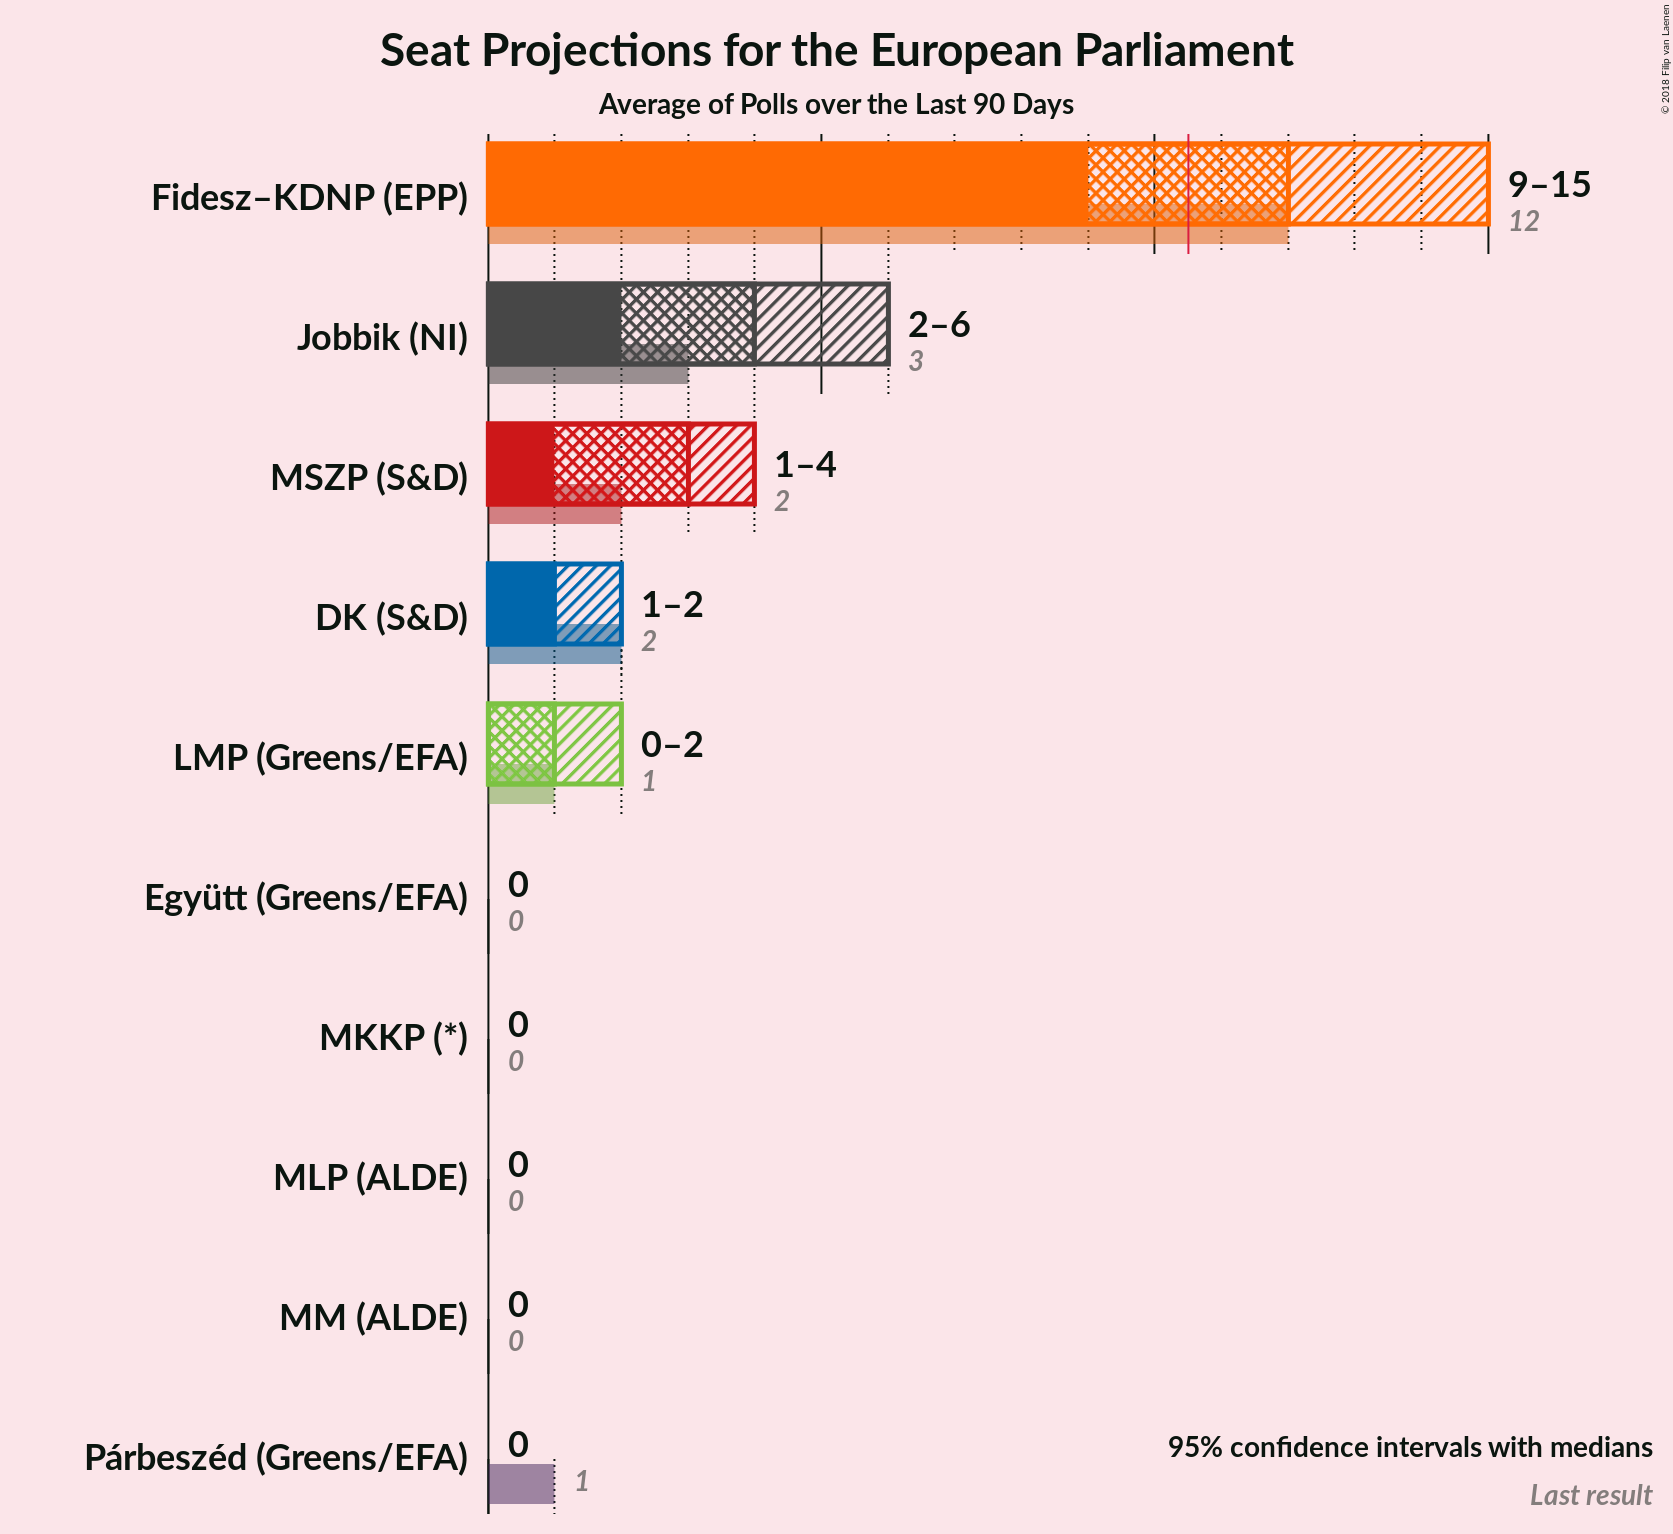 Seat Projections for the European Parliament
Average of Polls over the Last 90 Days
© 2018 Filip van Laenen
Fidesz–KDNP (EPP)
9–15
12
Jobbik (NI)
2–6
3
MSZP (S&D)
1–4
2
DK (S&D)
1–2
2
LMP (Greens/EFA)
0–2
1
Együtt (Greens/EFA)
0
0
MKKP (*)
0
0
MLP (ALDE)
0
0
MM (ALDE)
0
0
Párbeszéd (Greens/EFA)
0
1
95% confidence intervals with medians
Last result